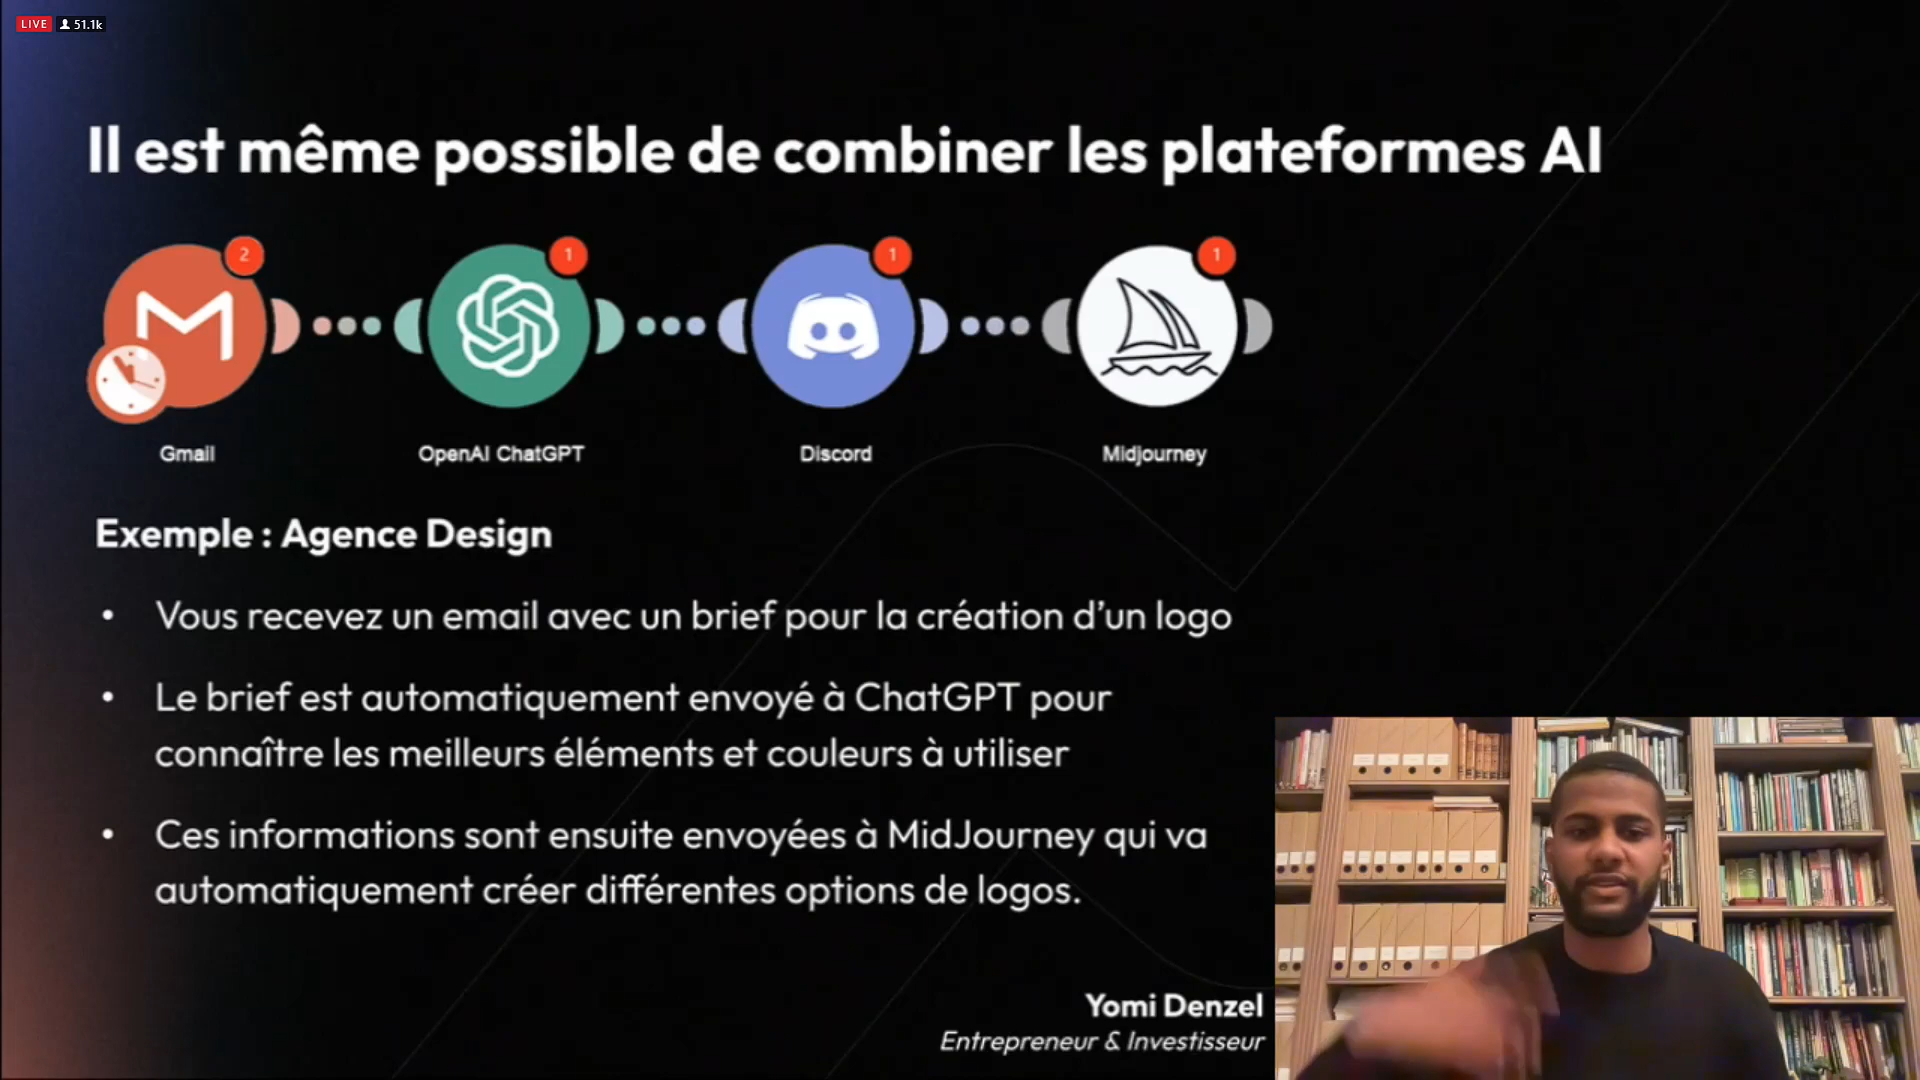 LIVE 51.1k
Il est même possible de combiner les plateformes AI
2 1 1 1
Gmail OpenAI ChatGPT Discord Midjourney
Exemple : Agence Design
• Vous recevez un email avec un brief pour la création d’un logo
• Le brief est automatiquement envoyé à ChatGPT pour
connaître les meilleurs éléments et couleurs à utiliser
• Ces informations sont ensuite envoyées à MidJourney qui va
automatiquement créer différentes options de logos.
Yomi Denzel
Entrepreneur & Investisseur